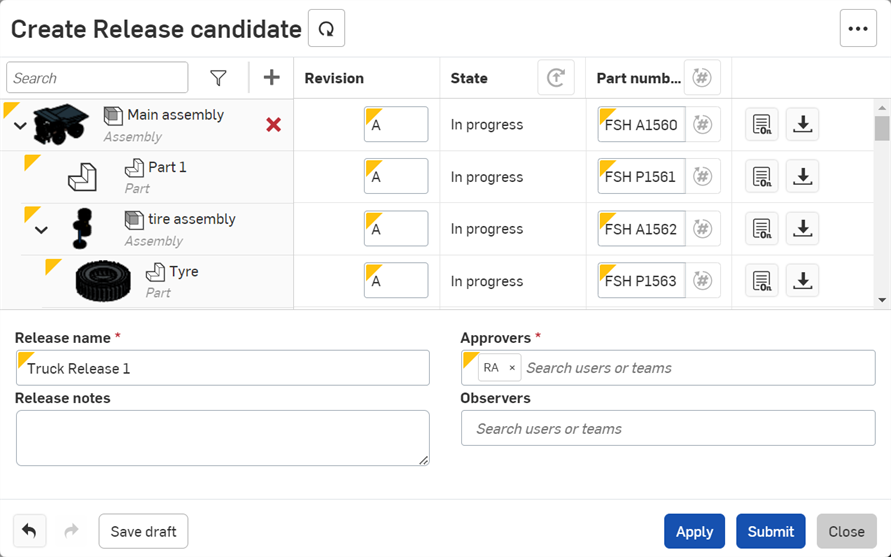 Create Release candidate
Search Revision State Part numb...
Main assembly
Assembly
A In progress FSH A1560
Part 1
Part
A In progress FSH P1561
tire assembly
Assembly
A In progress FSH A1562
Tyre
Part
A In progress FSH P1563
Release name * Approvers *
Truck Release 1 RA × Search users or teams
Release notes Observers
Search users or teams
Save draft Apply Submit Close